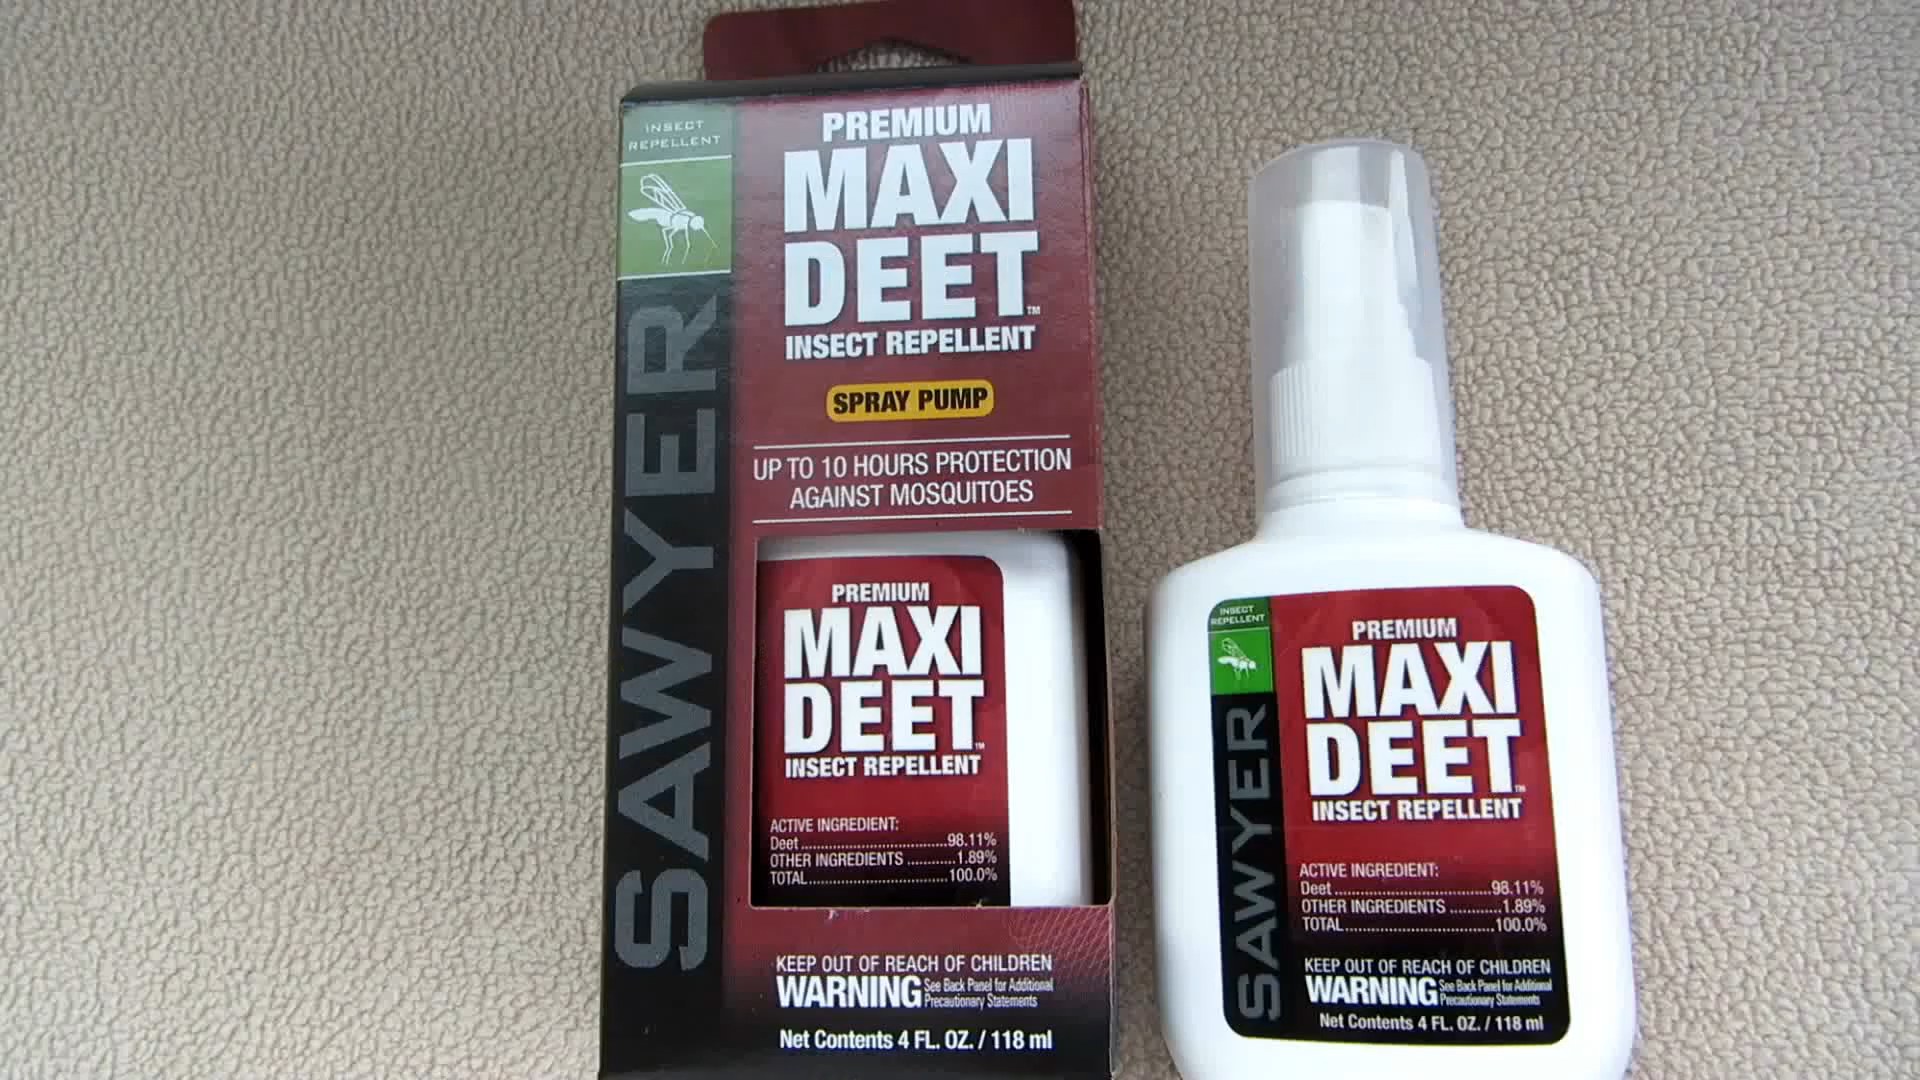 INSECT
REPELLENT
SAWYER
PREMIUM
MAXI
DEET™
INSECT REPELLENT
SPRAY PUMP
UP TO 10 HOURS PROTECTION
AGAINST MOSQUITOES
PREMIUM
MAXI
DEET™
INSECT REPELLENT
ACTIVE INGREDIENT:
Deet ................................ 98.11%
OTHER INGREDIENTS ............ 1.89%
TOTAL ............................... 100.0%
KEEP OUT OF REACH OF CHILDREN
WARNING See Back Panel for Additional
Precautionary Statements
Net Contents 4 FL. OZ. / 118 ml
INSECT
REPELLENT
SAWYER
PREMIUM
MAXI
DEET™
INSECT REPELLENT
ACTIVE INGREDIENT:
Deet ................................ 98.11%
OTHER INGREDIENTS ............ 1.89%
TOTAL ............................... 100.0%
KEEP OUT OF REACH OF CHILDREN
WARNING See Back Panel for Additional
Precautionary Statements
Net Contents 4 FL. OZ. / 118 ml